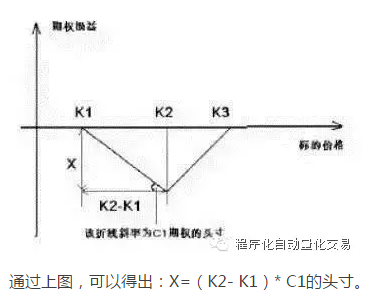 期权损益
K1 K2 K3
标的价格
X
K2-K1
该折线斜率为C1期权的头寸
程序化自动量化交易
通过上图，可以得出：X=（K2- K1）* C1的头寸。